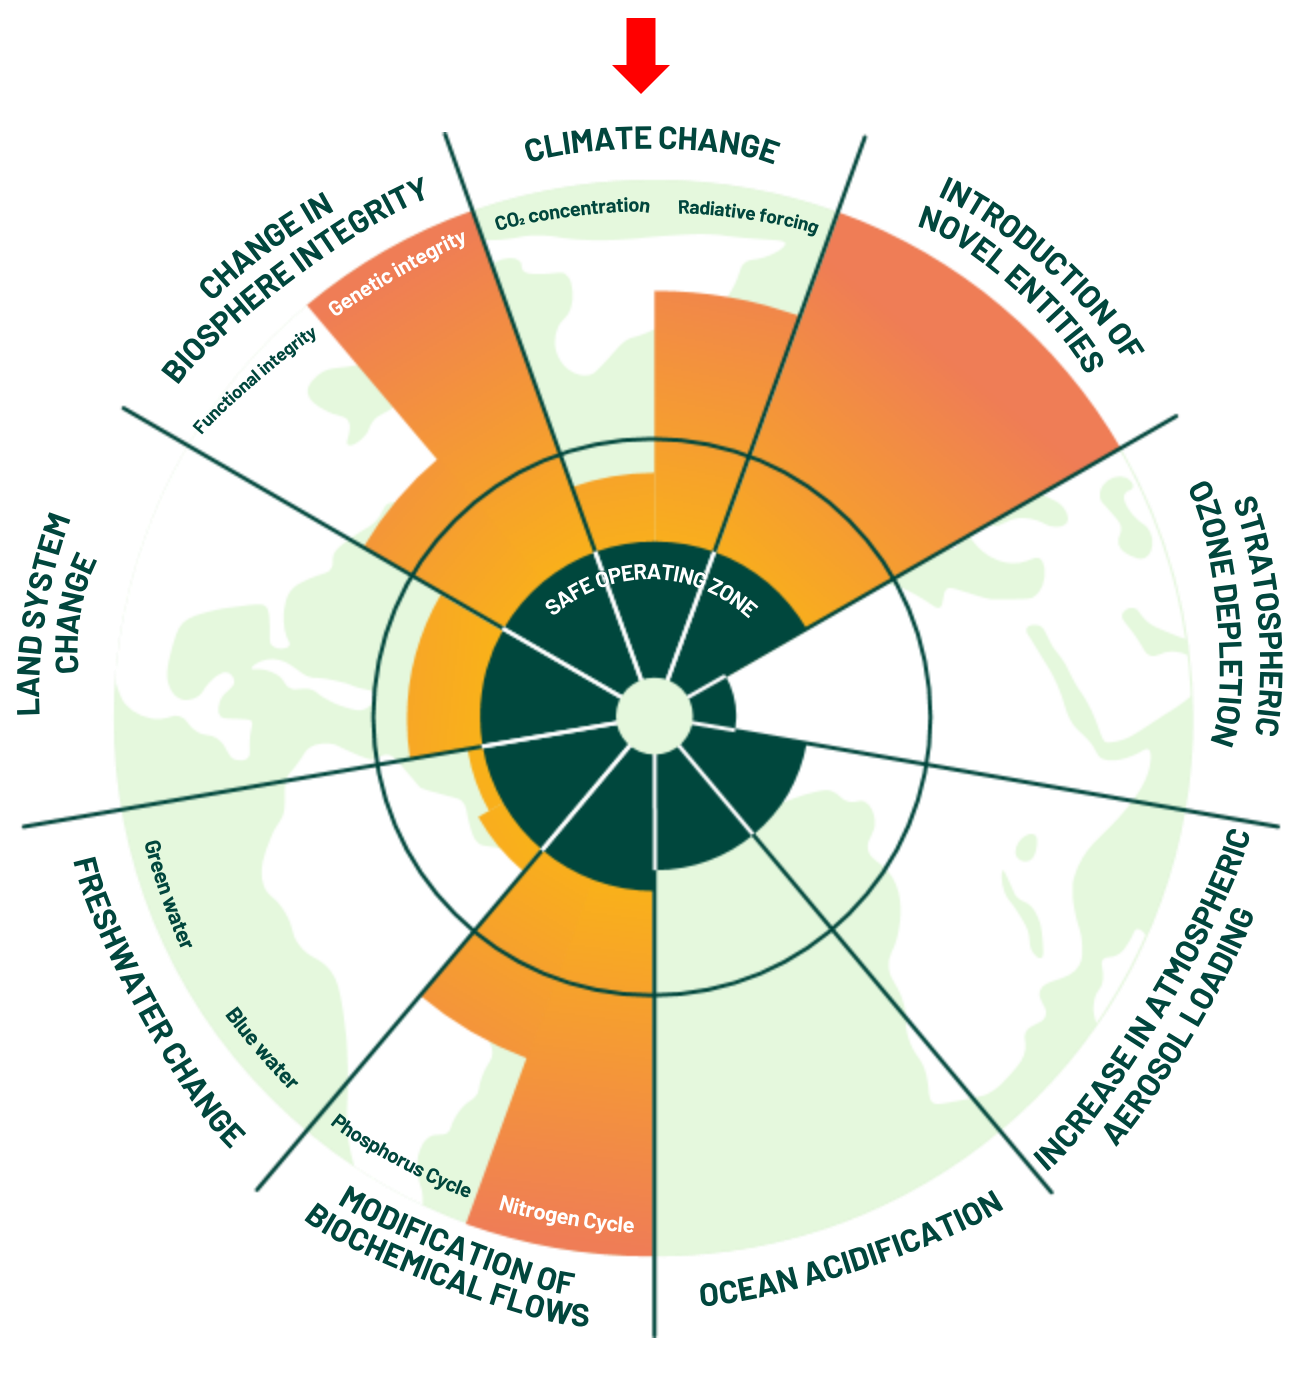 CLIMATE CHANGE
CO₂ concentration
Radiative forcing
INTRODUCTION OF
NOVEL ENTITIES
STRATOSPHERIC
OZONE DEPLETION
INCREASE IN ATMOSPHERIC
AEROSOL LOADING
OCEAN ACIDIFICATION
MODIFICATION OF
BIOCHEMICAL FLOWS
Phosphorus Cycle
Nitrogen Cycle
FRESHWATER CHANGE
Green water
Blue water
LAND SYSTEM
CHANGE
CHANGE IN
BIOSPHERE INTEGRITY
Functional integrity
Genetic integrity
SAFE OPERATING ZONE